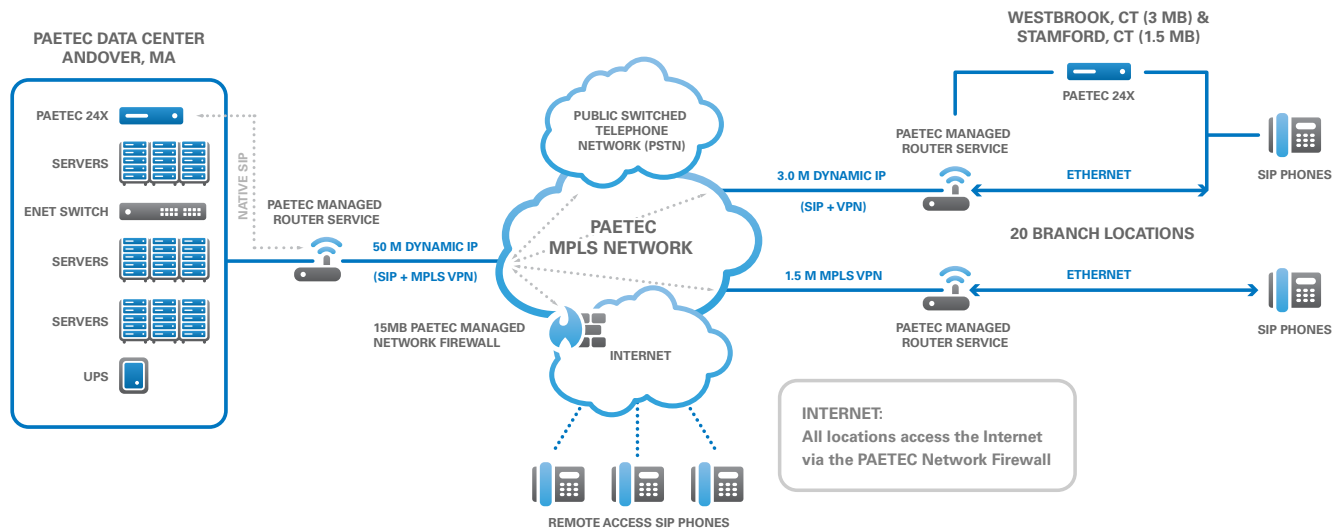 PAETEC DATA CENTER
ANDOVER, MA
PAETEC 24X
SERVERS
ENET SWITCH
SERVERS
SERVERS
UPS
NATIVE SIP
PAETEC MANAGED
ROUTER SERVICE
50 M DYNAMIC IP
(SIP + MPLS VPN)
PUBLIC SWITCHED
TELEPHONE
NETWORK (PSTN)
PAETEC
MPLS NETWORK
15MB PAETEC MANAGED
NETWORK FIREWALL
INTERNET
REMOTE ACCESS SIP PHONES
WESTBROOK, CT (3 MB) &
STAMFORD, CT (1.5 MB)
PAETEC 24X
PAETEC MANAGED
ROUTER SERVICE
3.0 M DYNAMIC IP
(SIP + VPN)
ETHERNET
SIP PHONES
20 BRANCH LOCATIONS
1.5 M MPLS VPN
ETHERNET
PAETEC MANAGED
ROUTER SERVICE
SIP PHONES
INTERNET:
All locations access the Internet
via the PAETEC Network Firewall